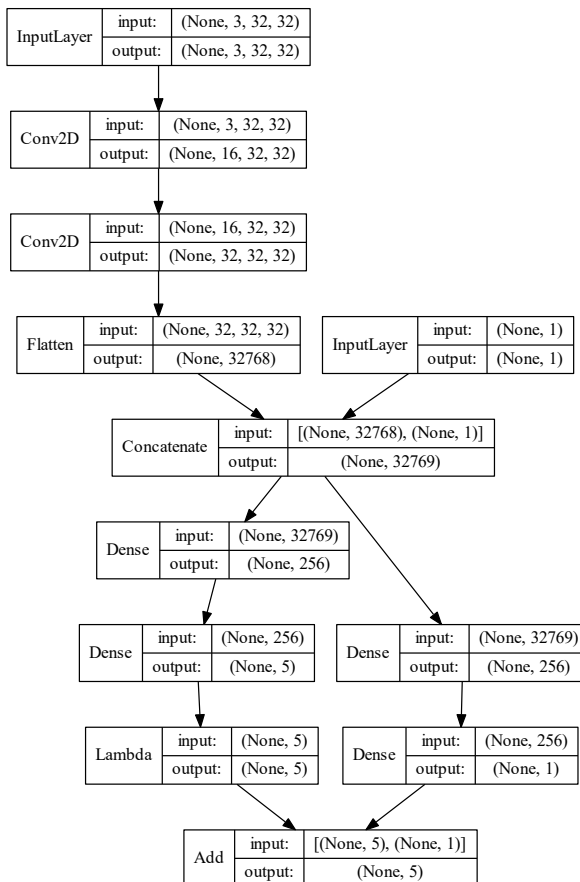 InputLayer
input: (None, 3, 32, 32)
output: (None, 3, 32, 32)
Conv2D
input: (None, 3, 32, 32)
output: (None, 16, 32, 32)
Conv2D
input: (None, 16, 32, 32)
output: (None, 32, 32, 32)
Flatten
input: (None, 32, 32, 32)
output: (None, 32768)
InputLayer
input: (None, 1)
output: (None, 1)
Concatenate
input: [(None, 32768), (None, 1)]
output: (None, 32769)
Dense
input: (None, 32769)
output: (None, 256)
Dense
input: (None, 256)
output: (None, 5)
Dense
input: (None, 32769)
output: (None, 256)
Lambda
input: (None, 5)
output: (None, 5)
Dense
input: (None, 256)
output: (None, 1)
Add
input: [(None, 5), (None, 1)]
output: (None, 5)